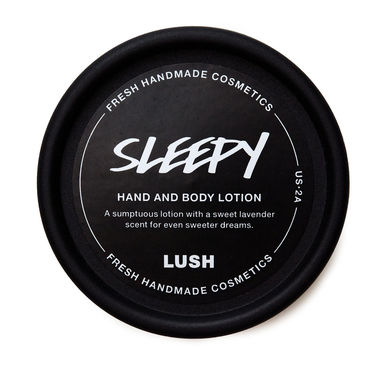 FRESH HANDMADE COSMETICS
SLEEPY
US-2A
HAND AND BODY LOTION
A sumptuous lotion with a sweet lavender
scent for even sweeter dreams.
LUSH
FRESH HANDMADE COSMETICS